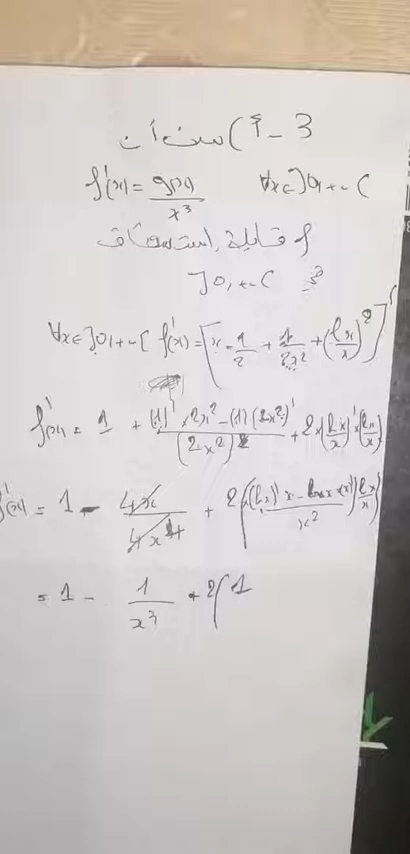 3 - أ) بين أن
∀x∈]0,+∞[ f'(x) = g(x)/x³
f قابلة للاشتقاق
]0,+∞[
∀x∈]0,+∞[ f'(x) = [x - 1/2 + 1/2x² + (ln x/x)²]'
f'(x) = 1 + ((1)' × 2x² - (1)(2x²)')/(2x²)² + 2×(ln x/x)'×(ln x/x)
f'(x) = 1 - 4x/4x⁴ + 2(((ln x)' x - ln x × (x)')/x²) ln x/x
= 1 - 1/x³ + 2(1